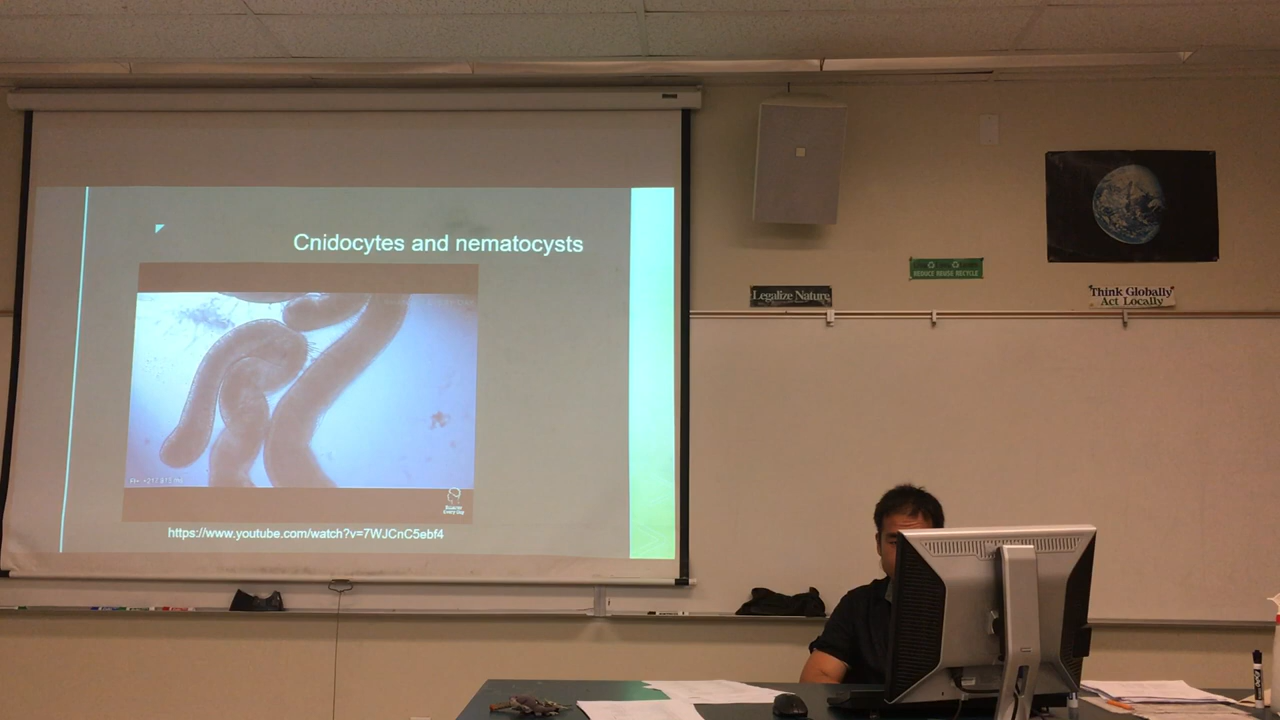 Cnidocytes and nematocysts
https://www.youtube.com/watch?v=7WJCnC5ebf4
Legalize Nature
REDUCE REUSE RECYCLE
Think Globally
Act Locally